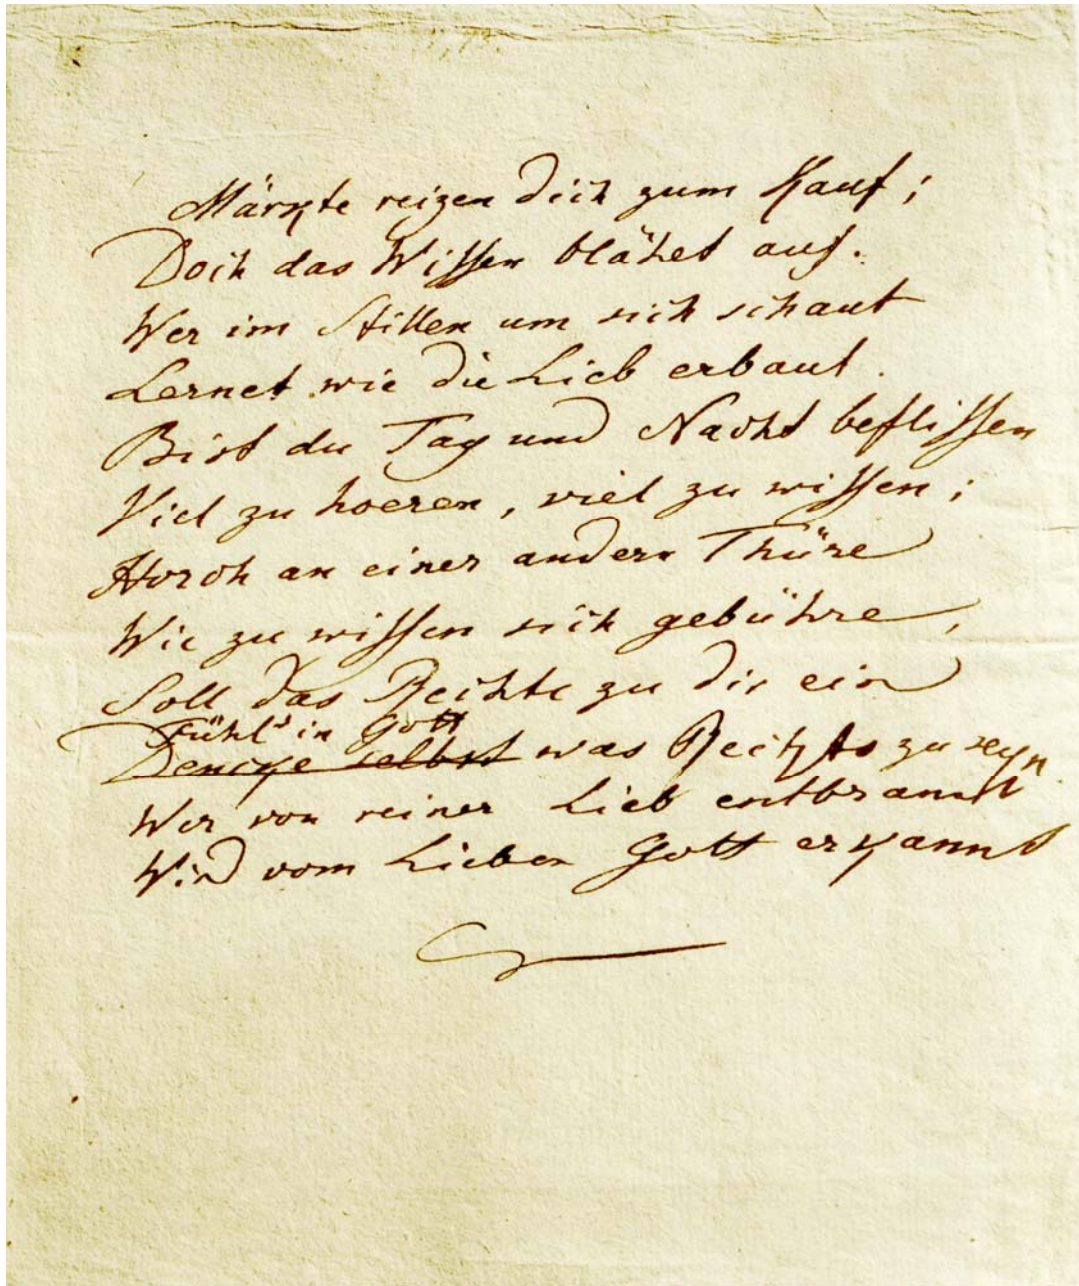 Märkte reizen dich zum Kauf;
Doch das Wissen blähet auf.
Wer im Stillen um sich schaut
Lernet wie die Lieb erbaut.
Bist du Tag und Nacht beflissen
Viel zu hoeren, viel zu wissen;
Horch an einer andern Thüre
Wie zu wissen sich gebühre,
Soll das Rechte zu dir ein
Fühl' in Gott
Dencke selbst was Rechts zu seyn
Wer von reiner Lieb entbrannt
Wird vom Lieben Gott erkannt